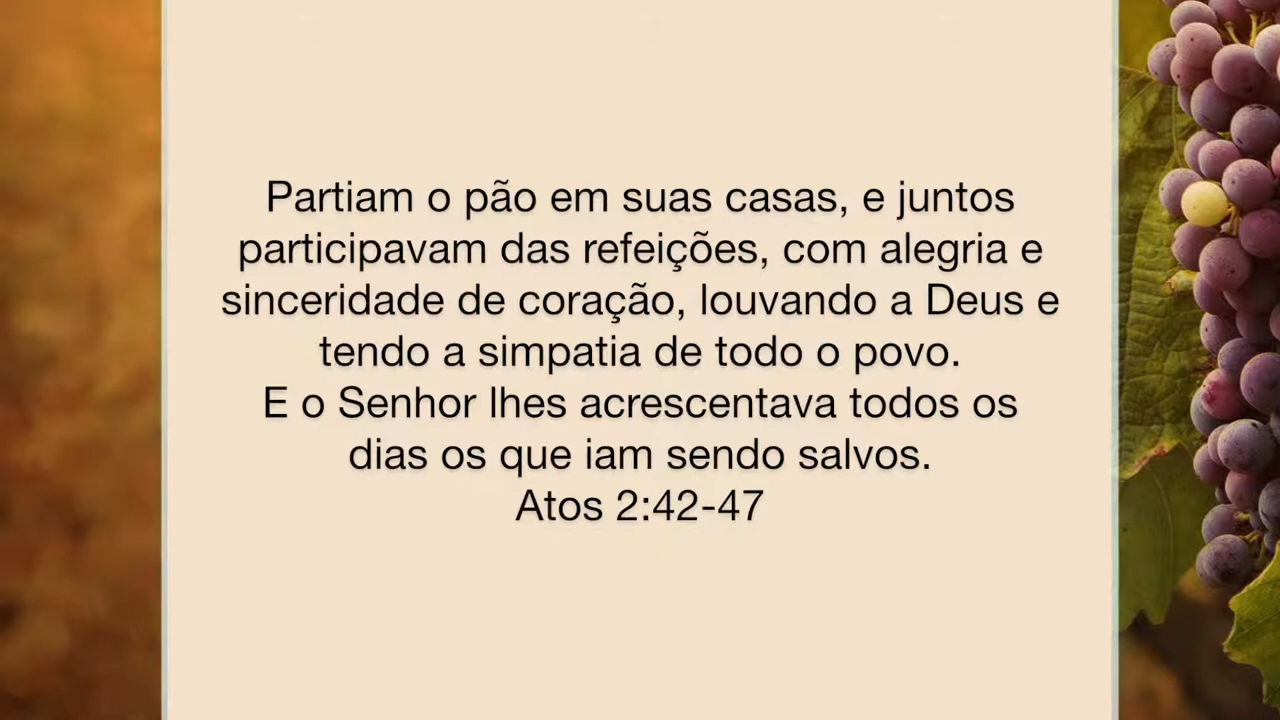 Partiam o pão em suas casas, e juntos
participavam das refeições, com alegria e
sinceridade de coração, louvando a Deus e
tendo a simpatia de todo o povo.
E o Senhor lhes acrescentava todos os
dias os que iam sendo salvos.
Atos 2:42-47